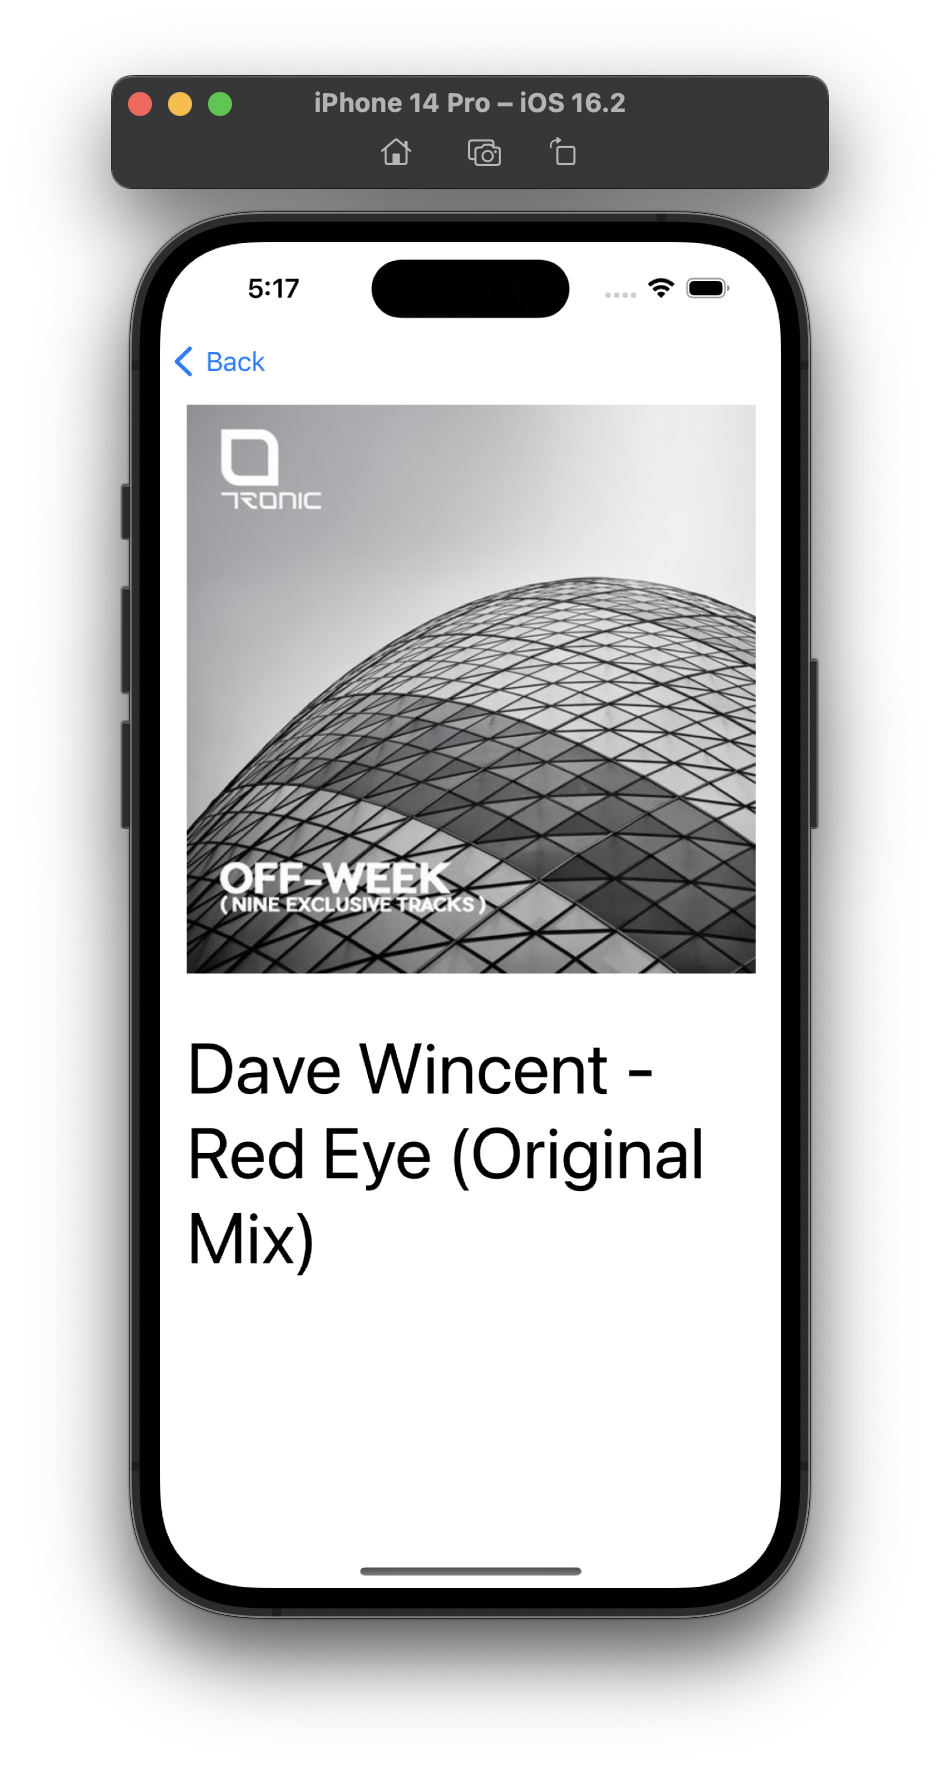 iPhone 14 Pro – iOS 16.2
5:17
Back
TRONIC
OFF-WEEK
( NINE EXCLUSIVE TRACKS )
Dave Wincent -
Red Eye (Original
Mix)